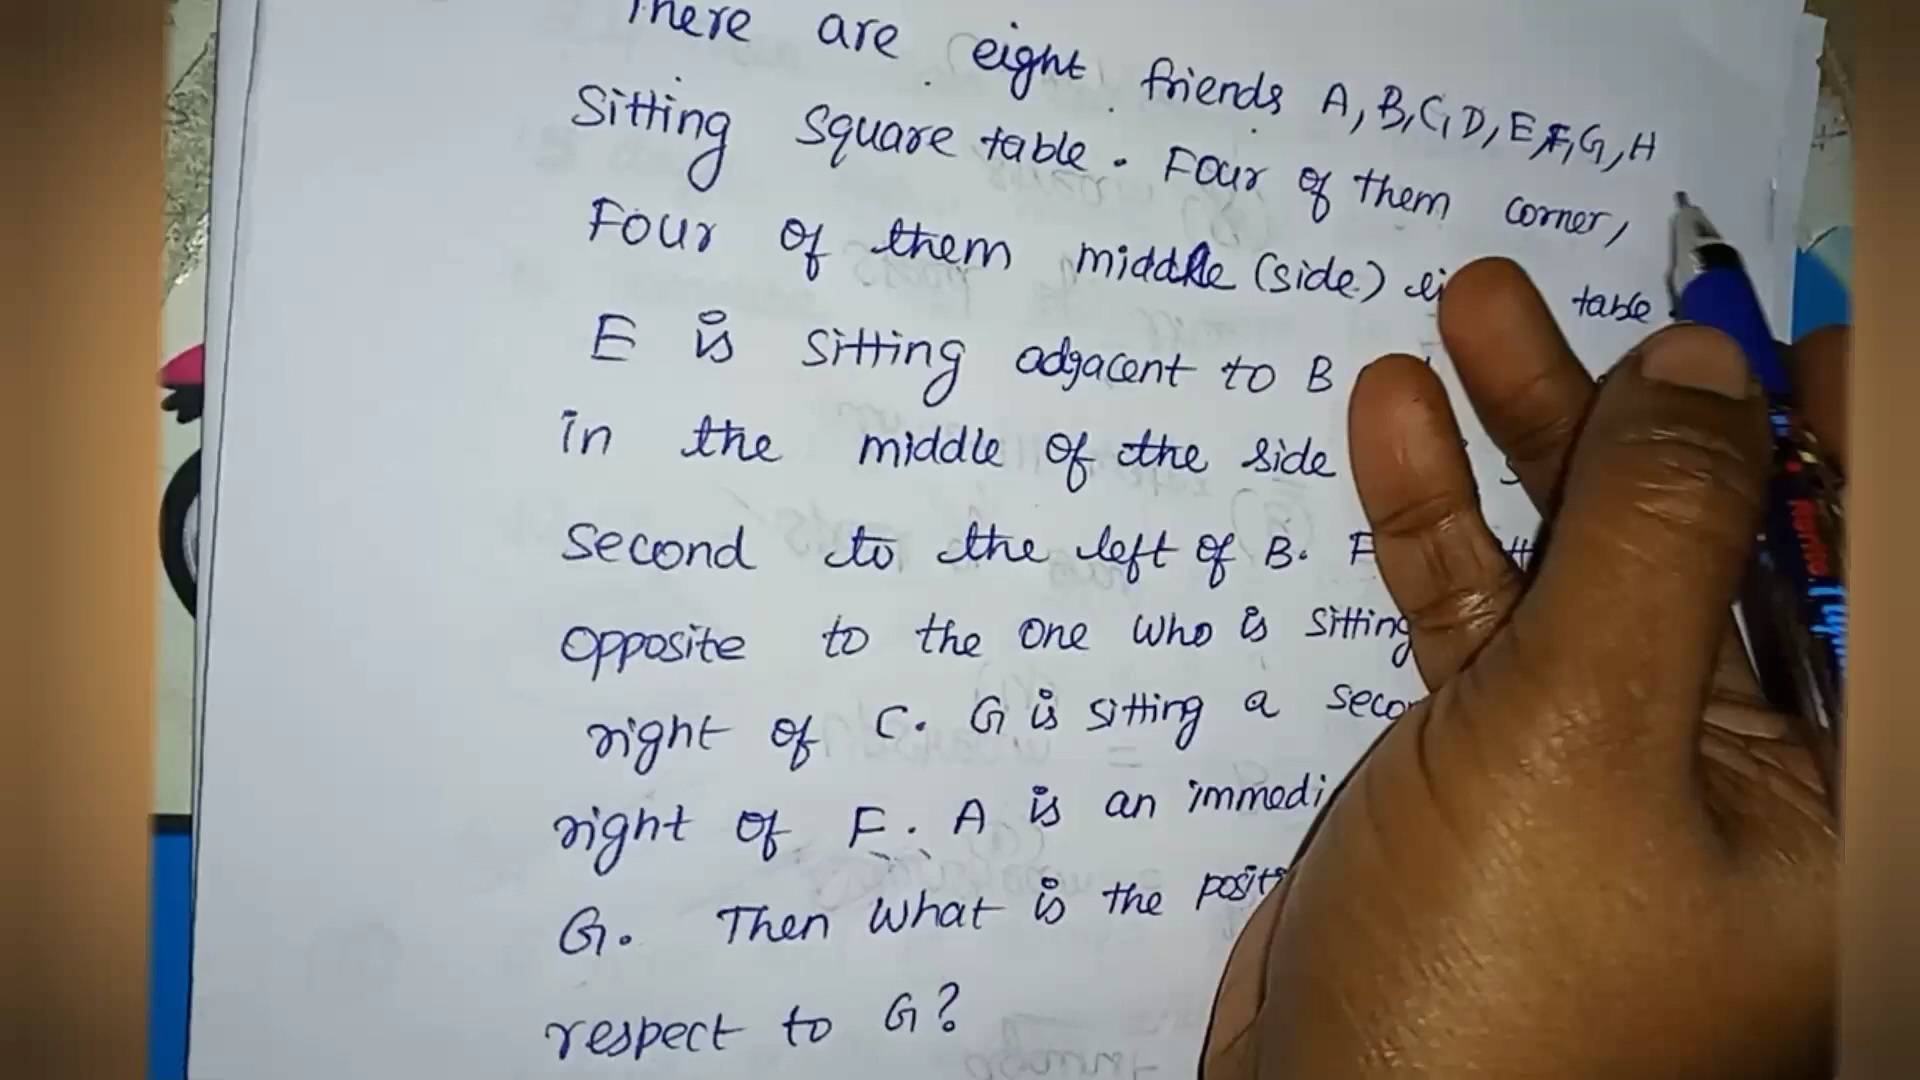 There are eight friends A, B, C, D, E, F, G, H
Sitting Square table. Four of them corner,
Four of them middle (side) table
E is sitting adjacent to B
in the middle of the side
second to the left of B. F
opposite to the one who is sitting
right of C. G is sitting a
right of F. A is an
G. Then what is the
respect to G?